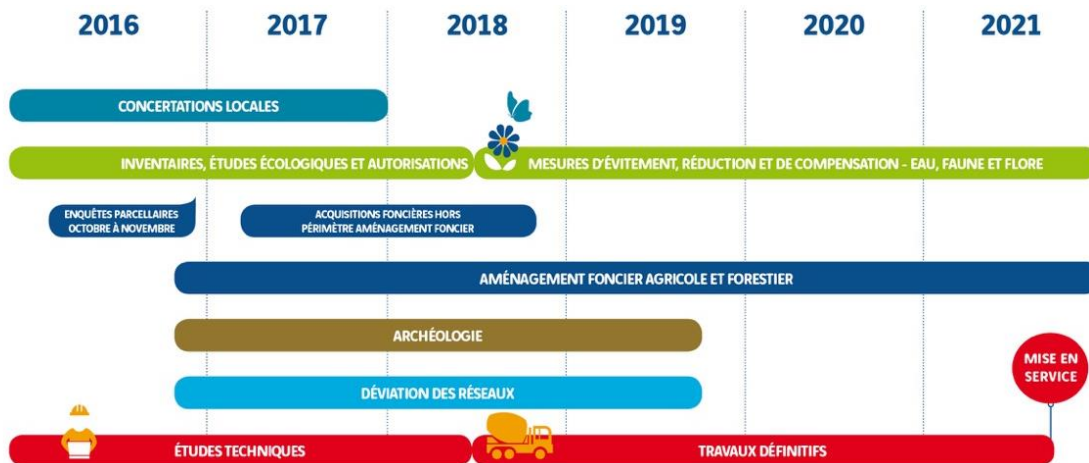 2016 2017 2018 2019 2020 2021
CONCERTATIONS LOCALES
INVENTAIRES, ÉTUDES ÉCOLOGIQUES ET AUTORISATIONS MESURES D'ÉVITEMENT, RÉDUCTION ET DE COMPENSATION - EAU, FAUNE ET FLORE
ENQUÊTES PARCELLAIRES
OCTOBRE À NOVEMBRE
ACQUISITIONS FONCIÈRES HORS
PÉRIMÈTRE AMÉNAGEMENT FONCIER
AMÉNAGEMENT FONCIER AGRICOLE ET FORESTIER
ARCHÉOLOGIE
MISE EN
SERVICE
DÉVIATION DES RÉSEAUX
ÉTUDES TECHNIQUES TRAVAUX DÉFINITIFS